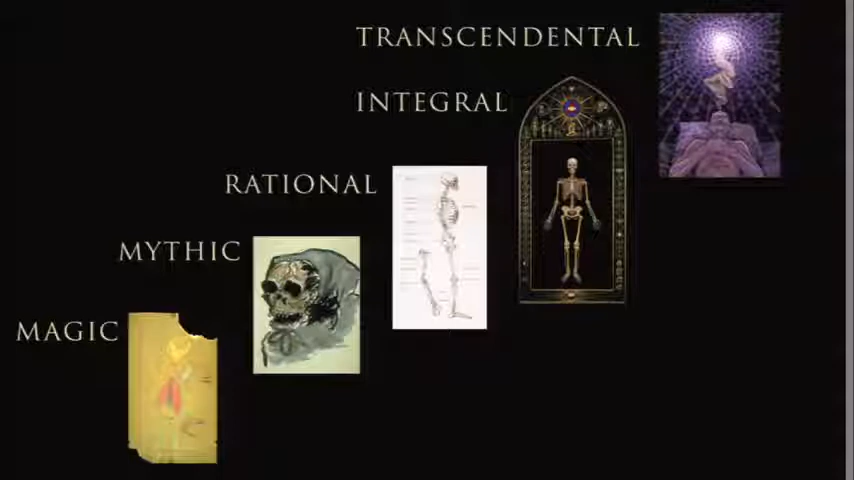 TRANSCENDENTAL
INTEGRAL
RATIONAL
MYTHIC
MAGIC